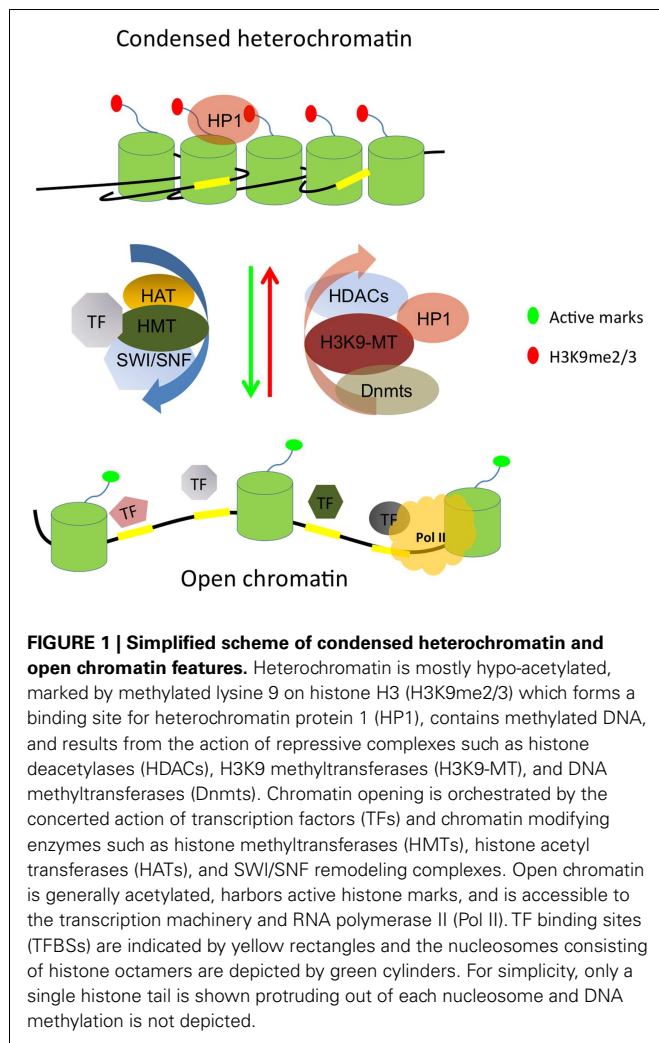 Condensed heterochromatin
HP1
HAT
TF
HMT
SWI/SNF
HDACs
HP1
H3K9-MT
Dnmts
Active marks
H3K9me2/3
TF
TF
TF
TF
Pol II
Open chromatin
FIGURE 1 | Simplified scheme of condensed heterochromatin and
open chromatin features. Heterochromatin is mostly hypo-acetylated,
marked by methylated lysine 9 on histone H3 (H3K9me2/3) which forms a
binding site for heterochromatin protein 1 (HP1), contains methylated DNA,
and results from the action of repressive complexes such as histone
deacetylases (HDACs), H3K9 methyltransferases (H3K9-MT), and DNA
methyltransferases (Dnmts). Chromatin opening is orchestrated by the
concerted action of transcription factors (TFs) and chromatin modifying
enzymes such as histone methyltransferases (HMTs), histone acetyl
transferases (HATs), and SWI/SNF remodeling complexes. Open chromatin
is generally acetylated, harbors active histone marks, and is accessible to
the transcription machinery and RNA polymerase II (Pol II). TF binding sites
(TFBSs) are indicated by yellow rectangles and the nucleosomes consisting
of histone octamers are depicted by green cylinders. For simplicity, only a
single histone tail is shown protruding out of each nucleosome and DNA
methylation is not depicted.